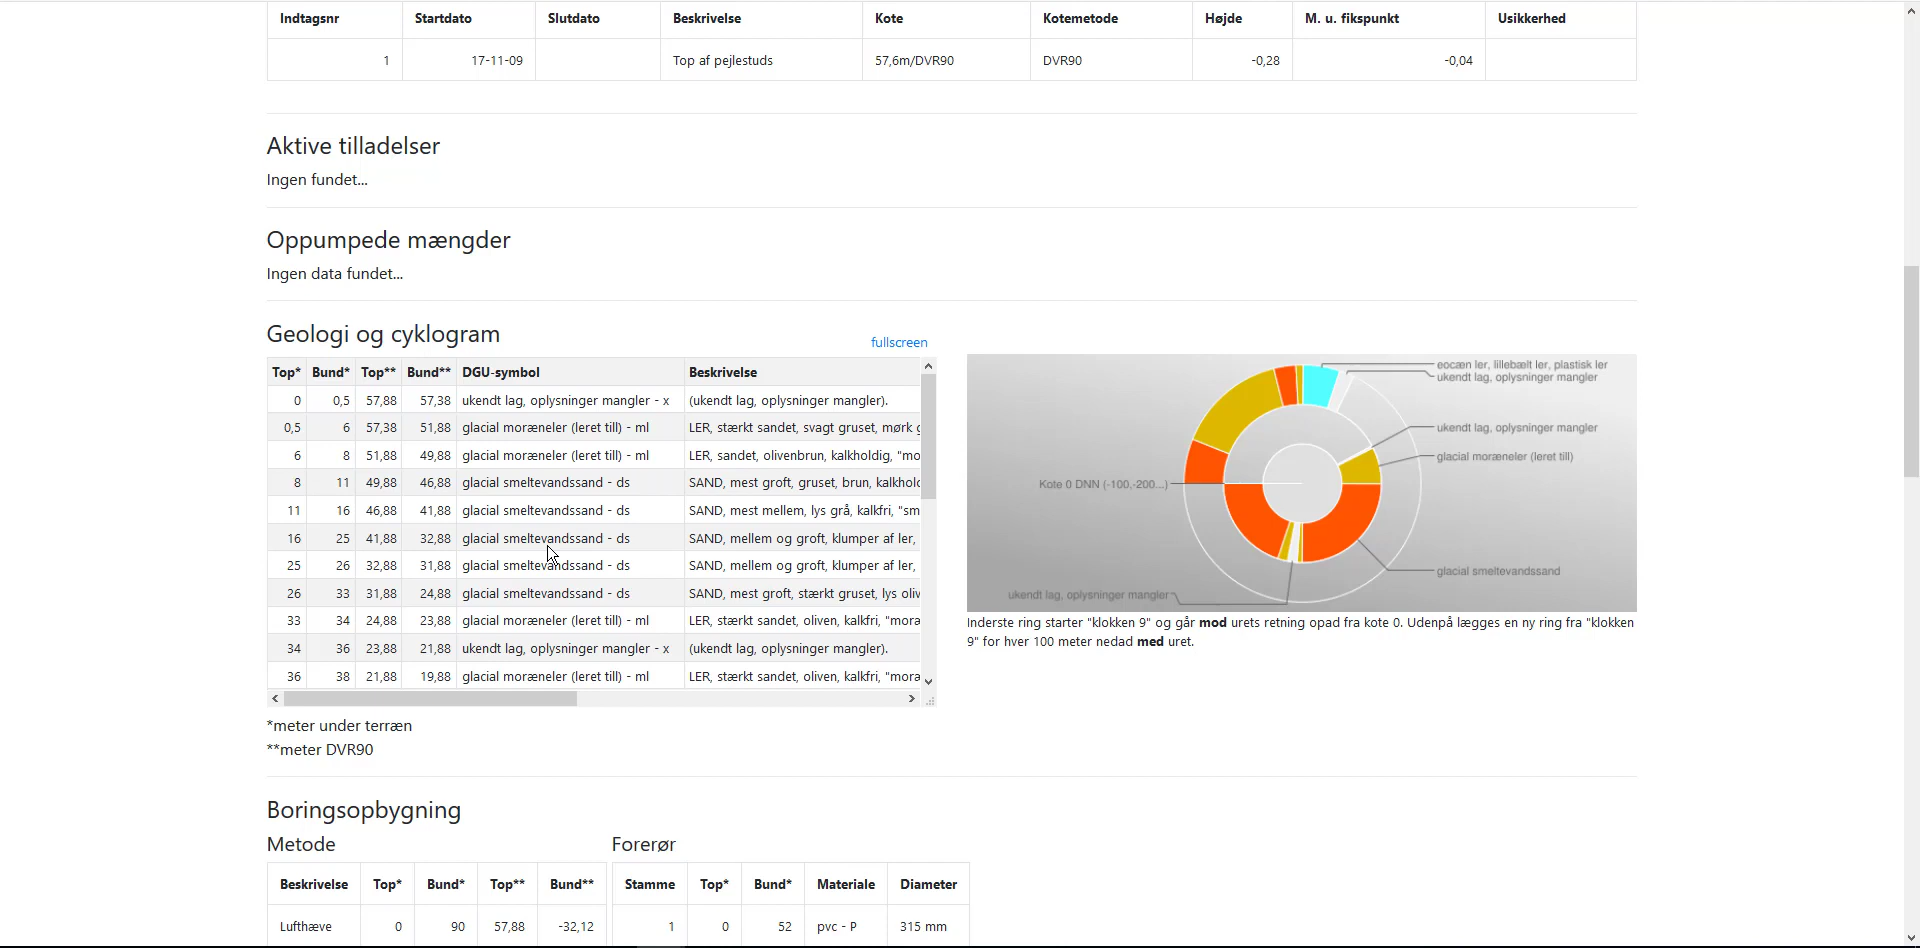 Indtagsnr Startdato Slutdato Beskrivelse Kote Kotemetode Højde M. u. fikspunkt Usikkerhed
1 17-11-09 Top af pejlestuds 57,6m/DVR90 DVR90 -0,28 -0,04
Aktive tilladelser
Ingen fundet...
Oppumpede mængder
Ingen data fundet...
Geologi og cyklogram
fullscreen
Top* Bund* Top** Bund** DGU-symbol Beskrivelse
0 0,5 57,88 57,38 ukendt lag, oplysninger mangler - x (ukendt lag, oplysninger mangler).
0,5 6 57,38 51,88 glacial moræneler (leret till) - ml LER, stærkt sandet, svagt gruset, mørk
6 8 51,88 49,88 glacial moræneler (leret till) - ml LER, sandet, olivenbrun, kalkholdig, "mo
8 11 49,88 46,88 glacial smeltevandssand - ds SAND, mest groft, gruset, brun, kalkhol
11 16 46,88 41,88 glacial smeltevandssand - ds SAND, mest mellem, lys grå, kalkfri, "sm
16 25 41,88 32,88 glacial smeltevandssand - ds SAND, mellem og groft, klumper af ler,
25 26 32,88 31,88 glacial smeltevandssand - ds SAND, mellem og groft, klumper af ler,
26 33 31,88 24,88 glacial smeltevandssand - ds SAND, mest groft, stærkt gruset, lys oliv
33 34 24,88 23,88 glacial moræneler (leret till) - ml LER, stærkt sandet, oliven, kalkfri, "mora
34 36 23,88 21,88 ukendt lag, oplysninger mangler - x (ukendt lag, oplysninger mangler).
36 38 21,88 19,88 glacial moræneler (leret till) - ml LER, stærkt sandet, oliven, kalkfri, "mora
*meter under terræn
**meter DVR90
eocæn ler, lillebælt ler, plastisk ler
ukendt lag, oplysninger mangler
ukendt lag, oplysninger mangler
glacial moræneler (leret till)
Kote 0 DNN (-100,-200...)
glacial smeltevandssand
ukendt lag, oplysninger mangler
Inderste ring starter "klokken 9" og går mod urets retning opad fra kote 0. Udenpå lægges en ny ring fra "klokken
9" for hver 100 meter nedad med uret.
Boringsopbygning
Metode
Beskrivelse Top* Bund* Top** Bund**
Lufthæve 0 90 57,88 -32,12
Forerør
Stamme Top* Bund* Materiale Diameter
1 0 52 pvc - P 315 mm